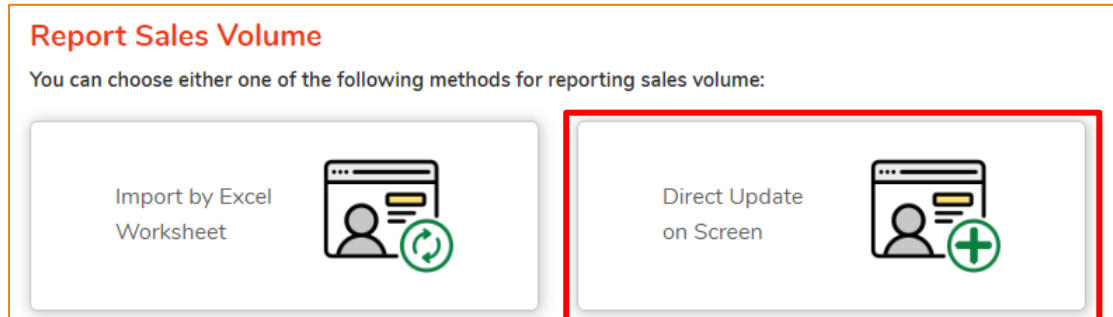 Report Sales Volume
You can choose either one of the following methods for reporting sales volume:
Import by Excel
Worksheet
Direct Update
on Screen